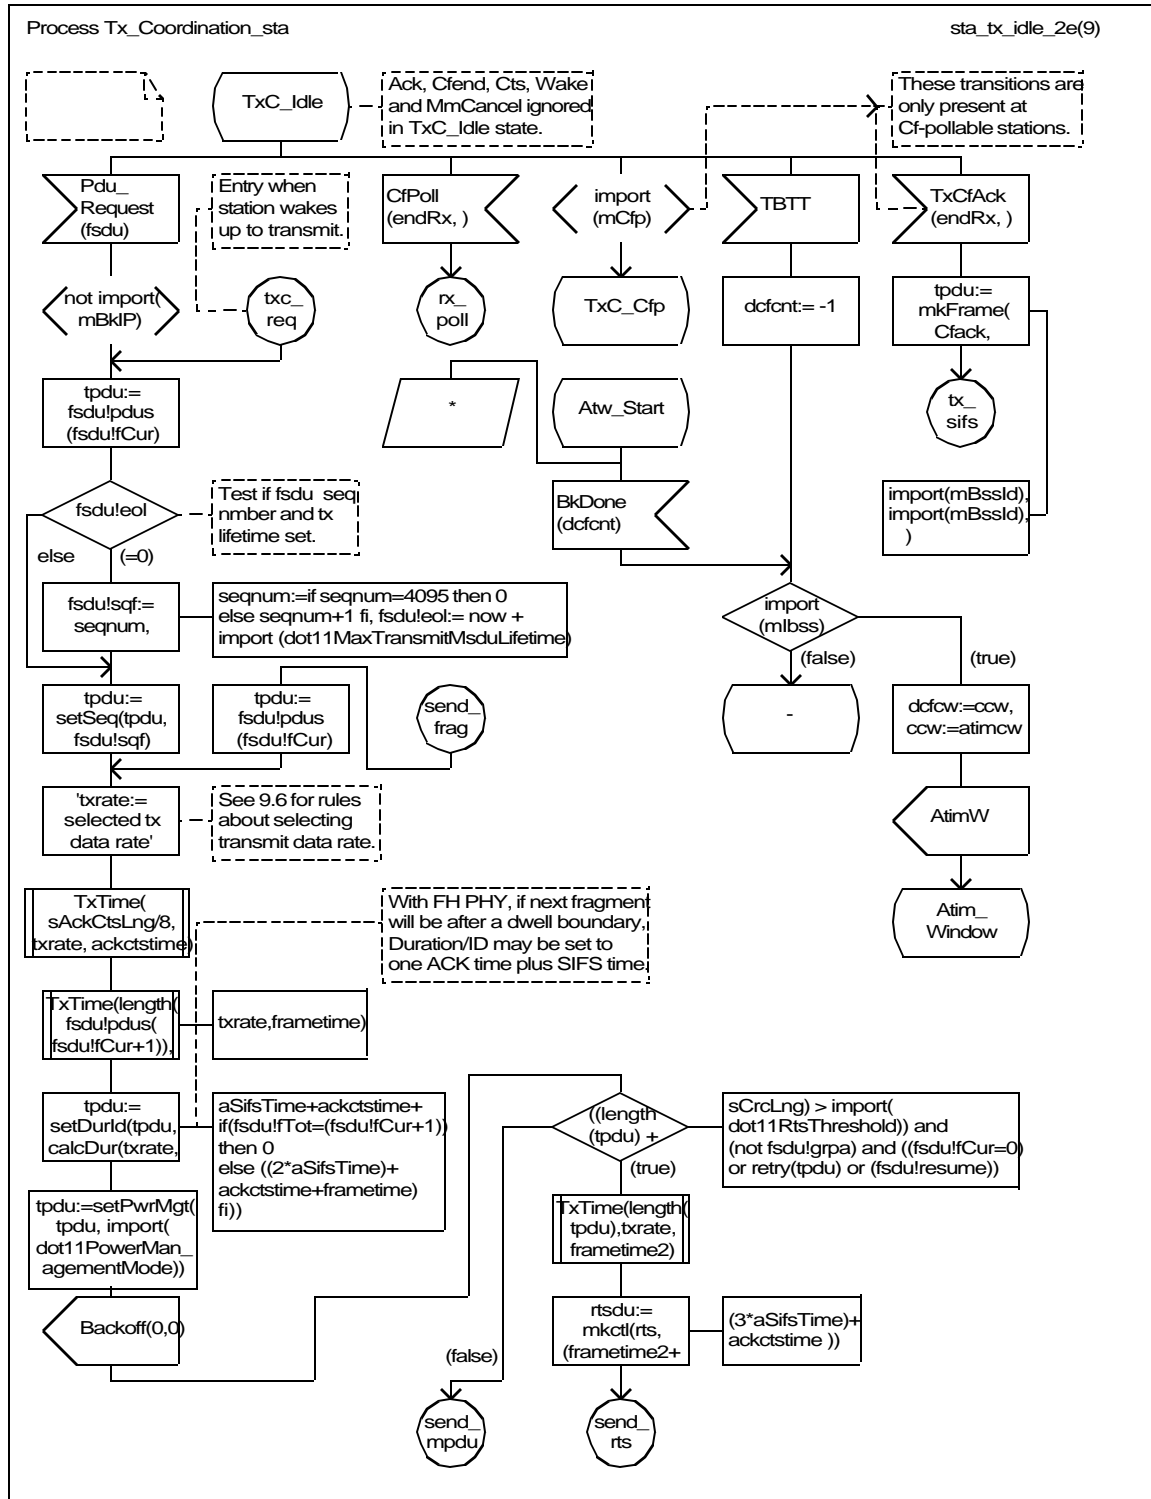 Process Tx_Coordination_sta
sta_tx_idle_2e(9)
TxC_Idle
Ack, Cfend, Cts, Wake
and MmCancel ignored
in TxC_Idle state.
These transitions are
only present at
Cf-pollable stations.
Pdu_
Request
(fsdu)
Entry when
station wakes
up to transmit.
CfPoll
(endRx, )
import
(mCfp)
TBTT
TxCfAck
(endRx, )
not import(
mBkIP)
txc_
req
rx_
poll
TxC_Cfp
dcfcnt:= -1
tpdu:=
mkFrame(
Cfack,
tpdu:=
fsdu!pdus
(fsdu!fCur)
*
Atw_Start
tx_
sifs
fsdu!eol
Test if fsdu seq
nmber and tx
lifetime set.
BkDone
(dcfcnt)
import(mBssId),
import(mBssId),
)
else
(=0)
fsdu!sqf:=
seqnum,
seqnum:=if seqnum=4095 then 0
else seqnum+1 fi, fsdu!eol:= now +
import (dot11MaxTransmitMsduLifetime)
import
(mIbss)
(false)
(true)
tpdu:=
setSeq(tpdu,
fsdu!sqf)
tpdu:=
fsdu!pdus
(fsdu!fCur)
send_
frag
-
dcfcw:=ccw,
ccw:=atimcw
'txrate:=
selected tx
data rate'
See 9.6 for rules
about selecting
transmit data rate.
AtimW
TxTime(
sAckCtsLng/8,
txrate, ackctstime)
With FH PHY, if next fragment
will be after a dwell boundary,
Duration/ID may be set to
one ACK time plus SIFS time.
Atim_
Window
TxTime(length(
fsdu!pdus(
fsdu!fCur+1)),
txrate,frametime)
tpdu:=
setDurId(tpdu,
calcDur(txrate,
aSifsTime+ackctstime+
if(fsdu!fTot=(fsdu!fCur+1))
then 0
else ((2*aSifsTime)+
ackctstime+frametime)
fi))
((length
(tpdu) +
sCrcLng) > import(
dot11RtsThreshold)) and
(not fsdu!grpa) and ((fsdu!fCur=0)
or retry(tpdu) or (fsdu!resume))
(true)
tpdu:=setPwrMgt(
tpdu, import(
dot11PowerMan_
agementMode))
TxTime(length(
tpdu),txrate,
frametime2)
Backoff(0,0)
rtsdu:=
mkctl(rts,
(frametime2+
(3*aSifsTime)+
ackctstime ))
(false)
send_
mpdu
send_
rts